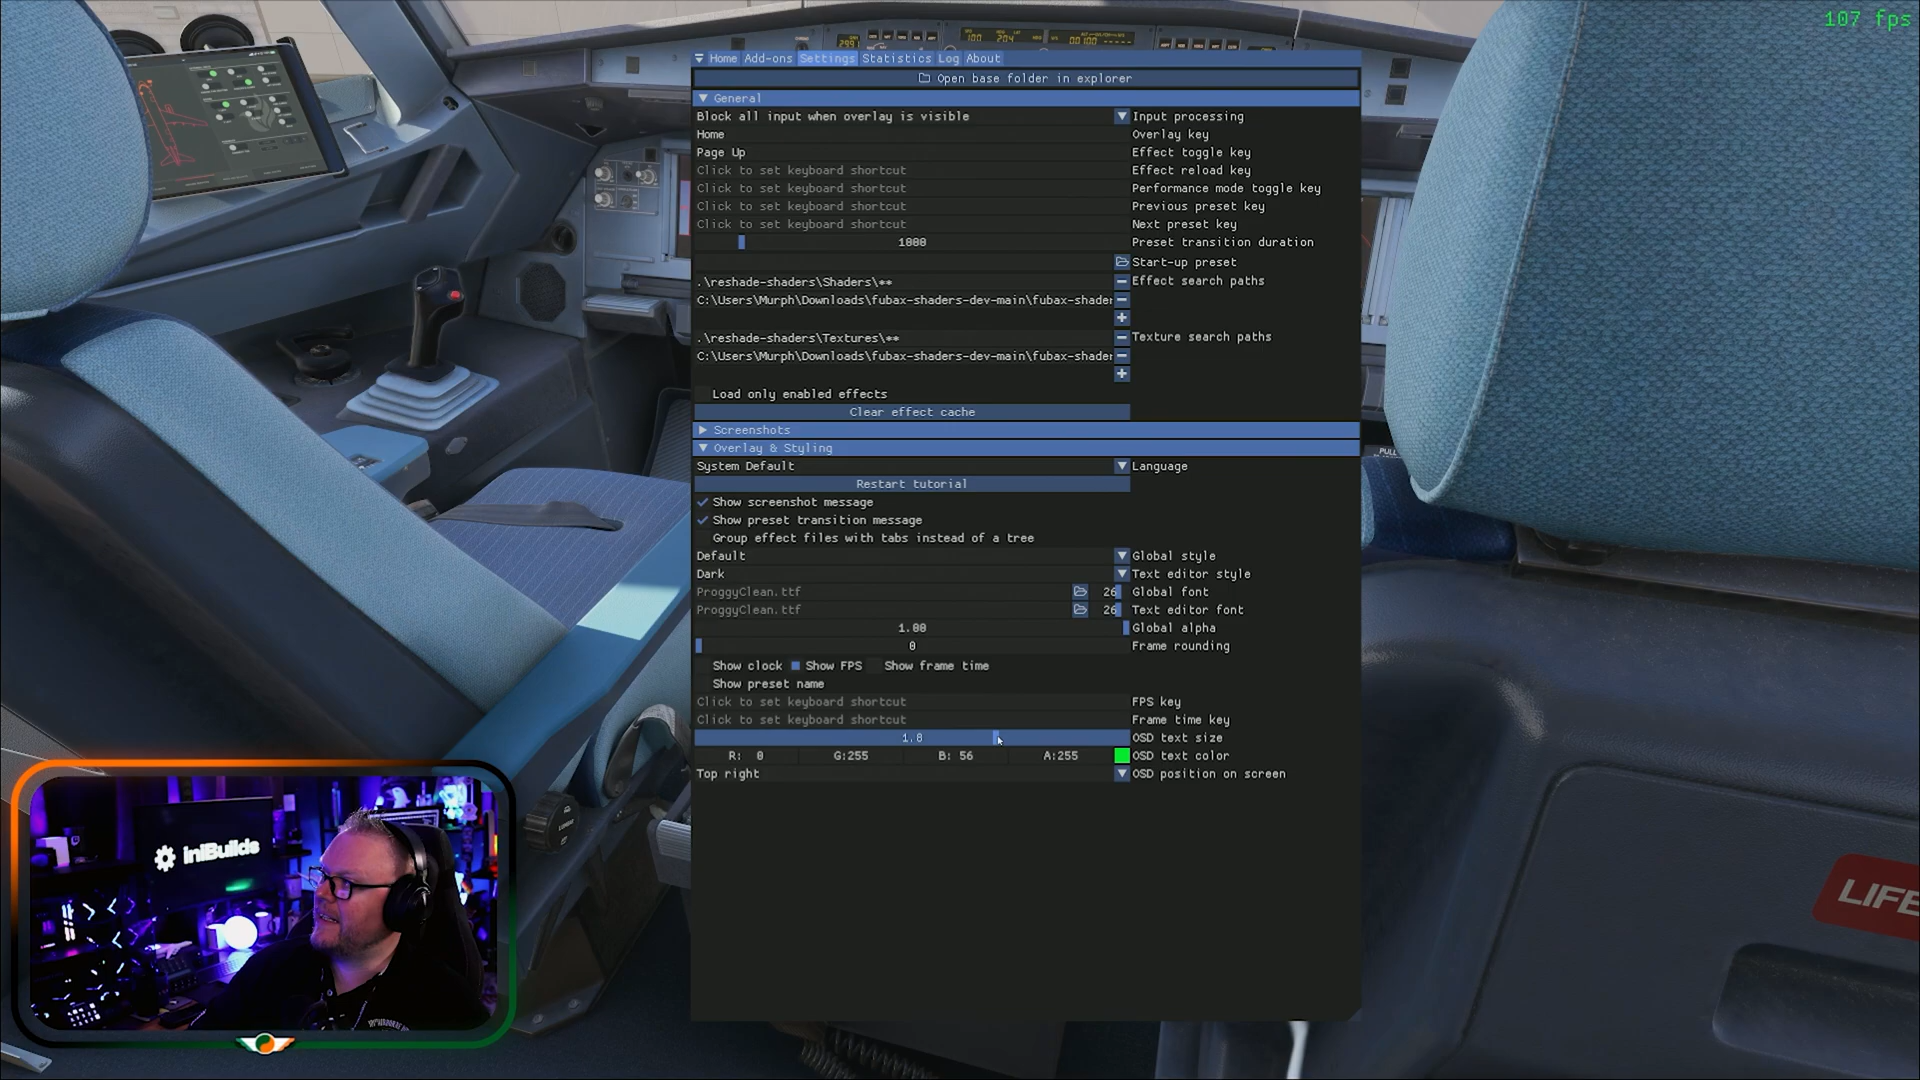 107 fps
Home Add-ons Settings Statistics Log About
Open base folder in explorer
General
Block all input when overlay is visible Input processing
Home Overlay key
Page Up Effect toggle key
Click to set keyboard shortcut Effect reload key
Click to set keyboard shortcut Performance mode toggle key
Click to set keyboard shortcut Previous preset key
Click to set keyboard shortcut Next preset key
1000 Preset transition duration
Start-up preset
.\reshade-shaders\Shaders\** Effect search paths
C:\Users\Murph\Downloads\fubax-shaders-dev-main\fubax-shader
.\reshade-shaders\Textures\** Texture search paths
C:\Users\Murph\Downloads\fubax-shaders-dev-main\fubax-shader
Load only enabled effects
Clear effect cache
Screenshots
Overlay & Styling
System Default Language
Restart tutorial
Show screenshot message
Show preset transition message
Group effect files with tabs instead of a tree
Default Global style
Dark Text editor style
ProggyClean.ttf 26 Global font
ProggyClean.ttf 26 Text editor font
1.00 Global alpha
0 Frame rounding
Show clock Show FPS Show frame time
Show preset name
Click to set keyboard shortcut FPS key
Click to set keyboard shortcut Frame time key
1.8 OSD text size
R: 0 G:255 B: 56 A:255 OSD text color
Top right OSD position on screen
iniBuilds
PULL
LIFE